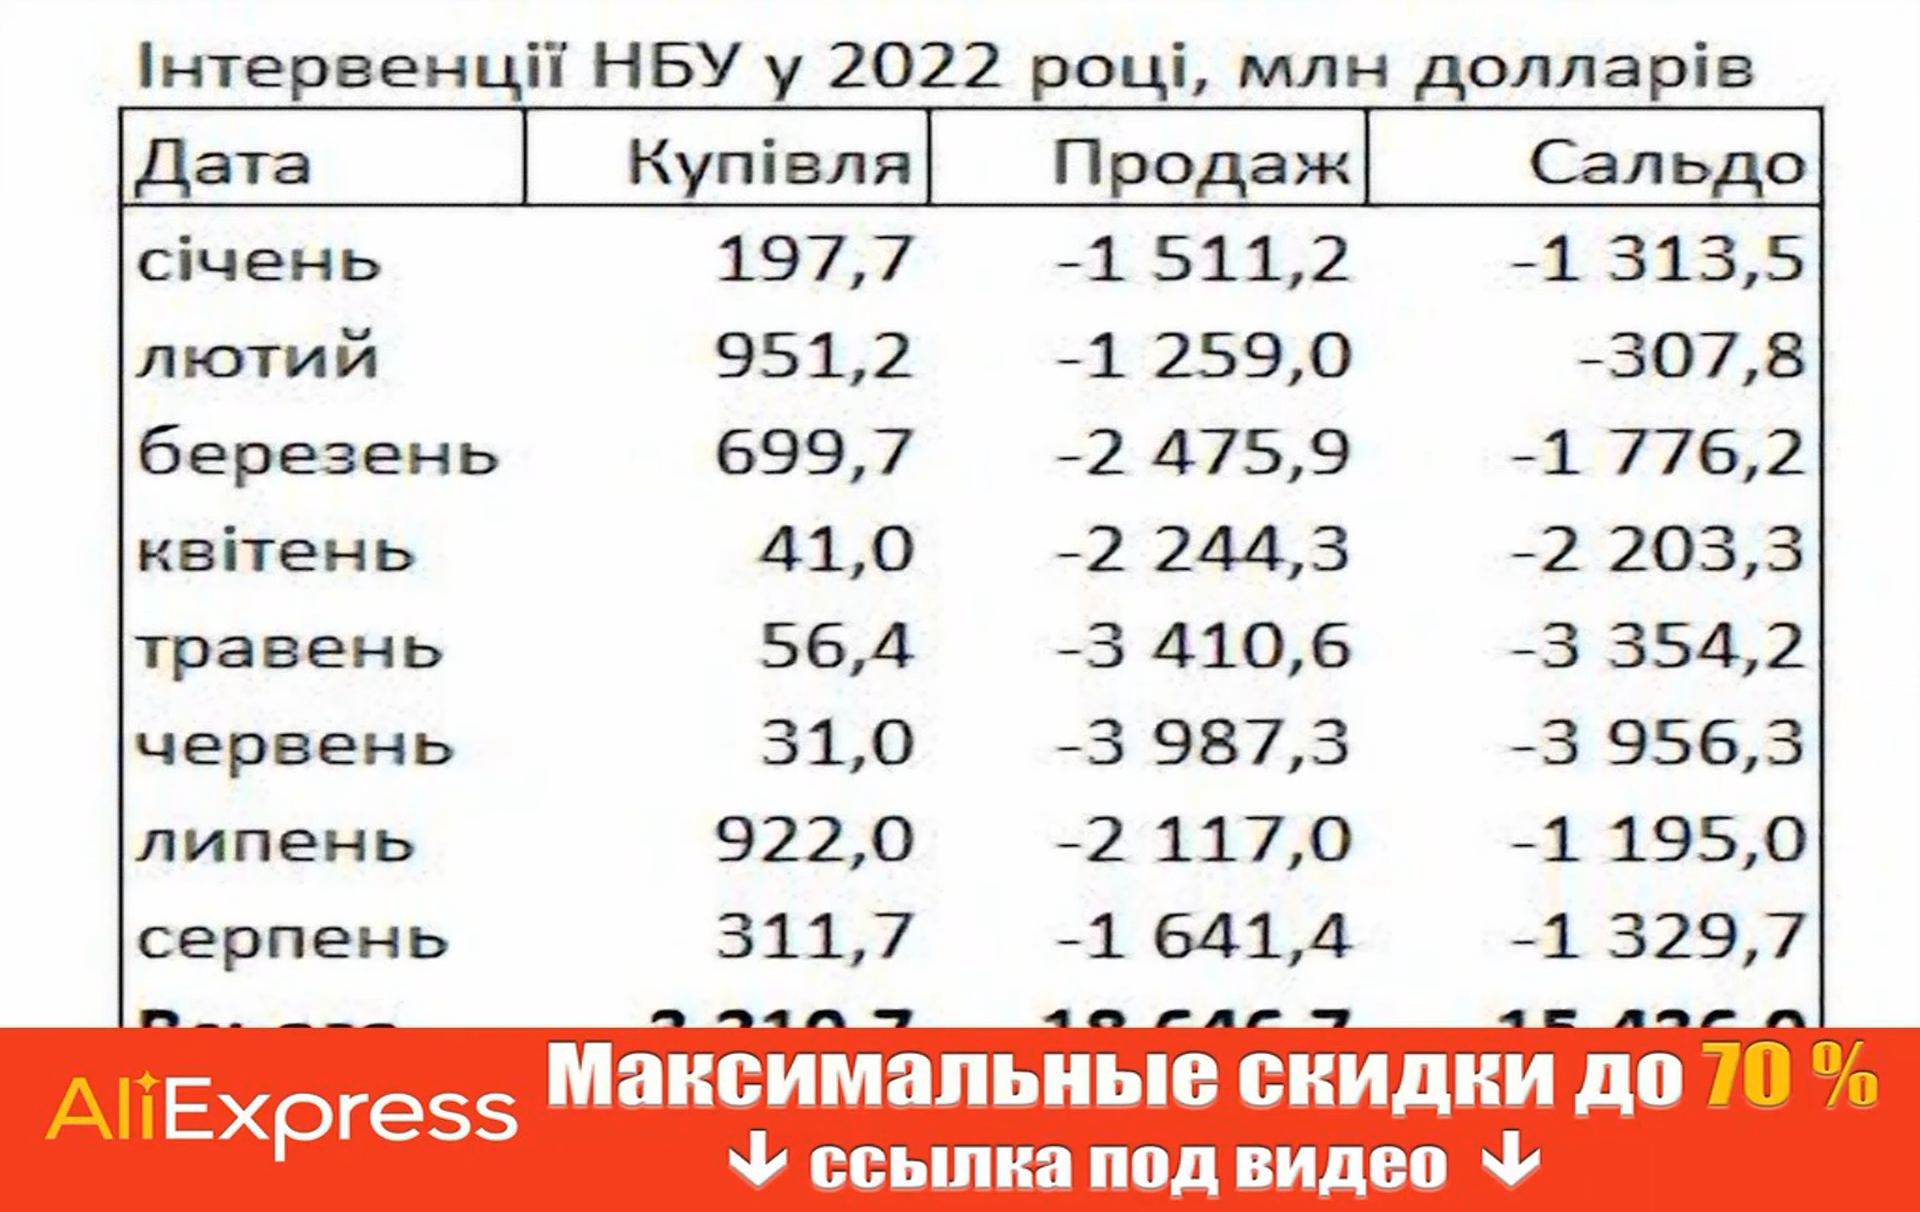 Інтервенції НБУ у 2022 році, млн долларів
Дата Купівля Продаж Сальдо
січень 197,7 -1 511,2 -1 313,5
лютий 951,2 -1 259,0 -307,8
березень 699,7 -2 475,9 -1 776,2
квітень 41,0 -2 244,3 -2 203,3
травень 56,4 -3 410,6 -3 354,2
червень 31,0 -3 987,3 -3 956,3
липень 922,0 -2 117,0 -1 195,0
серпень 311,7 -1 641,4 -1 329,7
AliExpress Максимальные скидки до 70 %
↓ ссылка под видео ↓